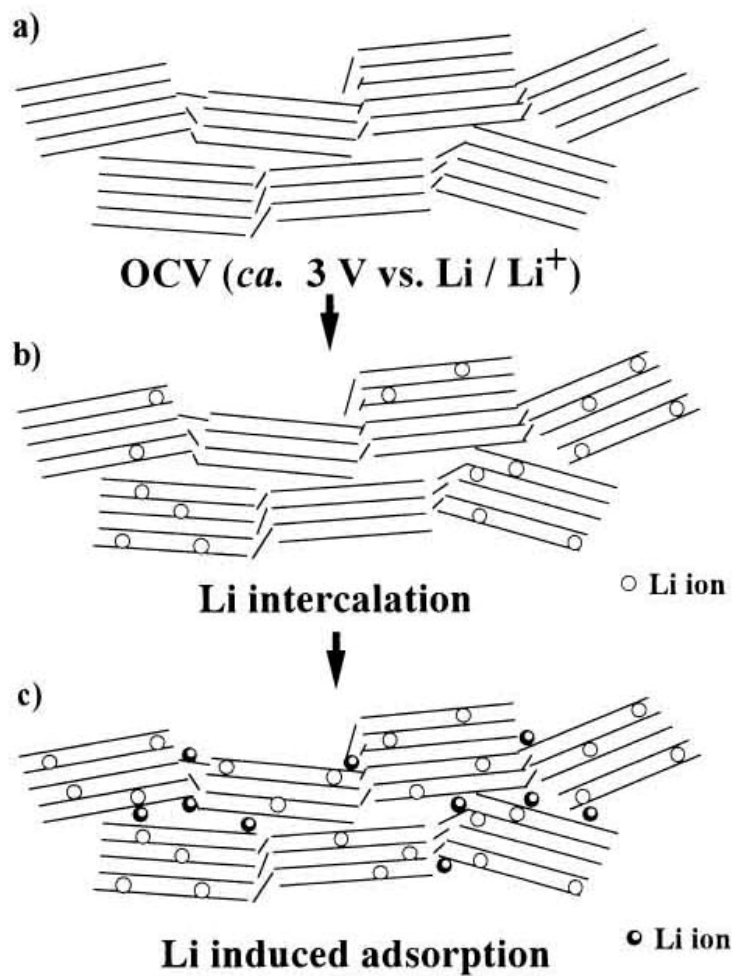 a)
OCV (ca. 3 V vs. Li / Li+)
b)
Li intercalation
Li ion
c)
Li induced adsorption
Li ion